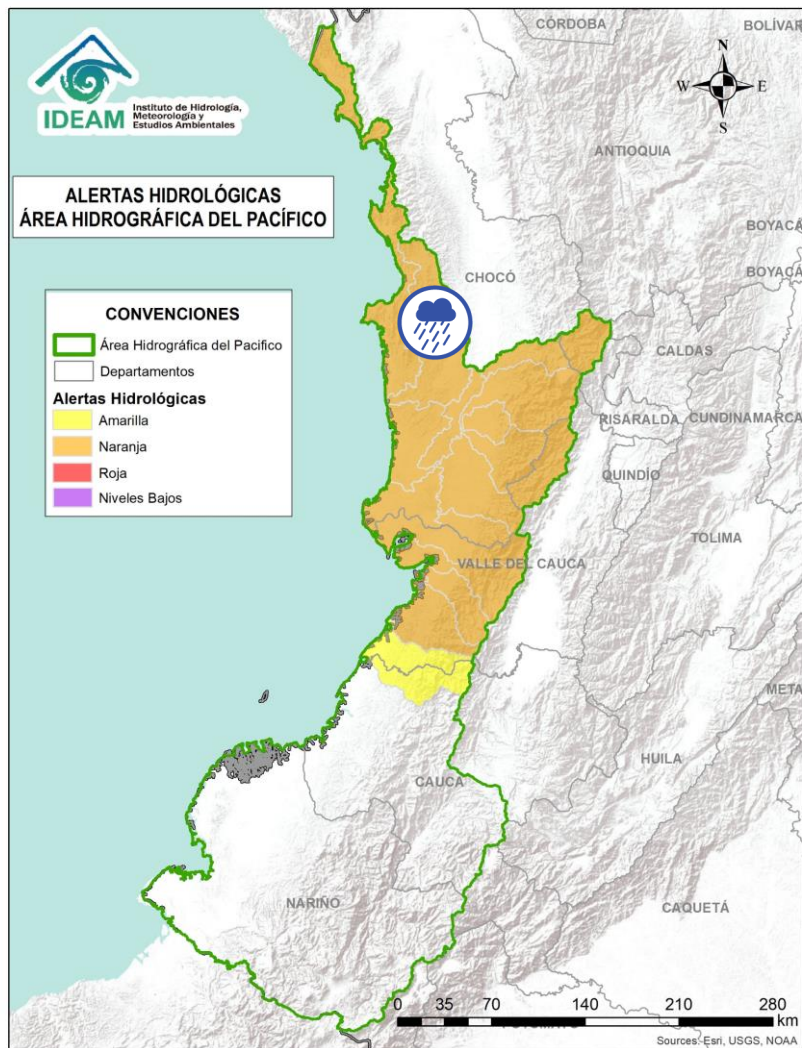 IDEAM
Instituto de Hidrología,
Meteorología y
Estudios Ambientales
ALERTAS HIDROLÓGICAS
ÁREA HIDROGRÁFICA DEL PACÍFICO
CONVENCIONES
Área Hidrográfica del Pacifico
Departamentos
Alertas Hidrológicas
Amarilla
Naranja
Roja
Niveles Bajos
N
W E
S
CÓRDOBA
BOLÍVAR
ANTIOQUIA
BOYACÁ
BOYACÁ
CHOCÓ
CALDAS
RISARALDA
CUNDINAMARCA
QUINDÍO
TOLIMA
VALLE DEL CAUCA
META
HUILA
CAUCA
NARIÑO
CAQUETÁ
0 35 70 140 210 280
km
Sources: Esri, USGS, NOAA